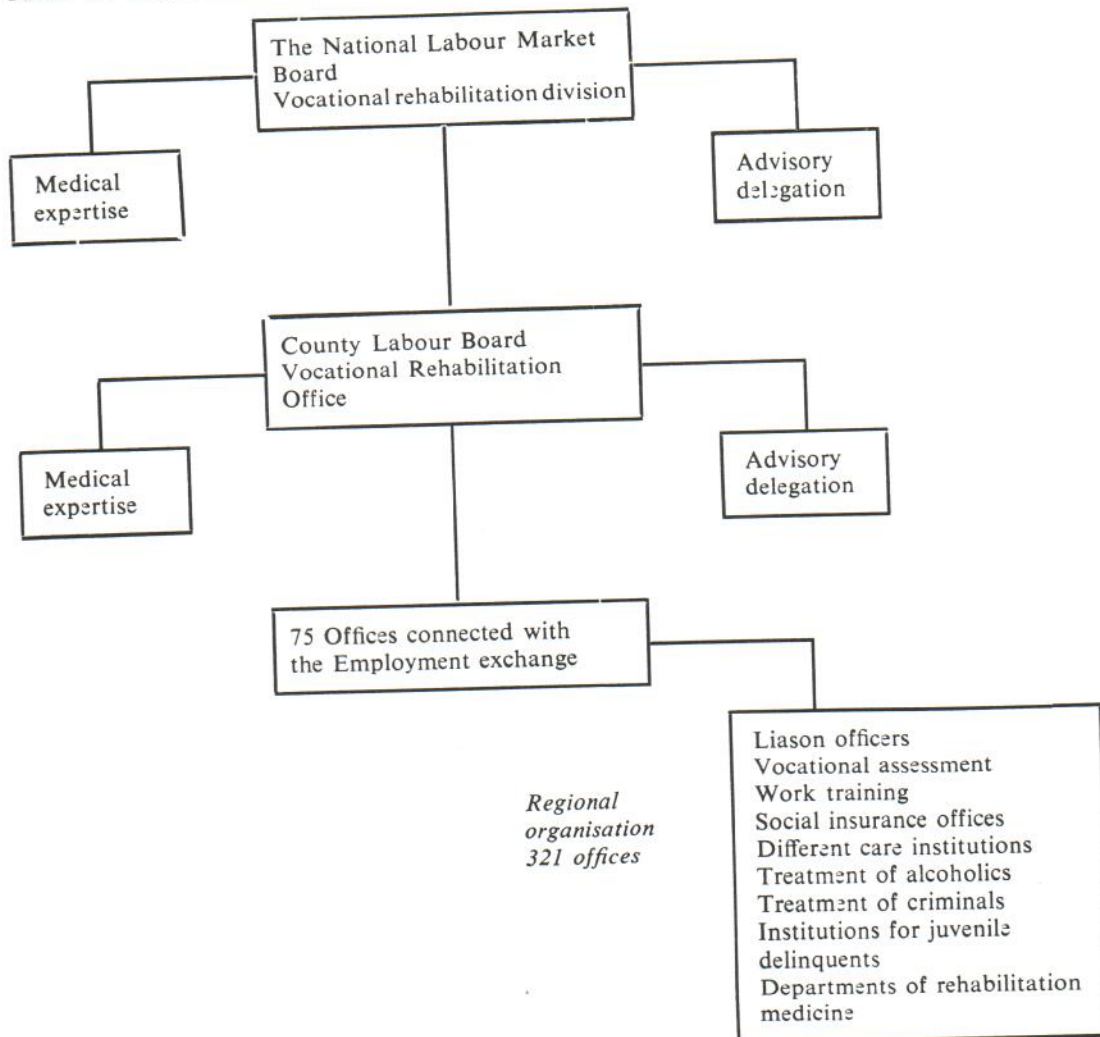 The National Labour Market
Board
Vocational rehabilitation division
Medical
expertise
Advisory
delegation
County Labour Board
Vocational Rehabilitation
Office
Medical
expertise
Advisory
delegation
75 Offices connected with
the Employment exchange
Regional
organisation
321 offices
Liason officers
Vocational assessment
Work training
Social insurance offices
Different care institutions
Treatment of alcoholics
Treatment of criminals
Institutions for juvenile
delinquents
Departments of rehabilitation
medicine